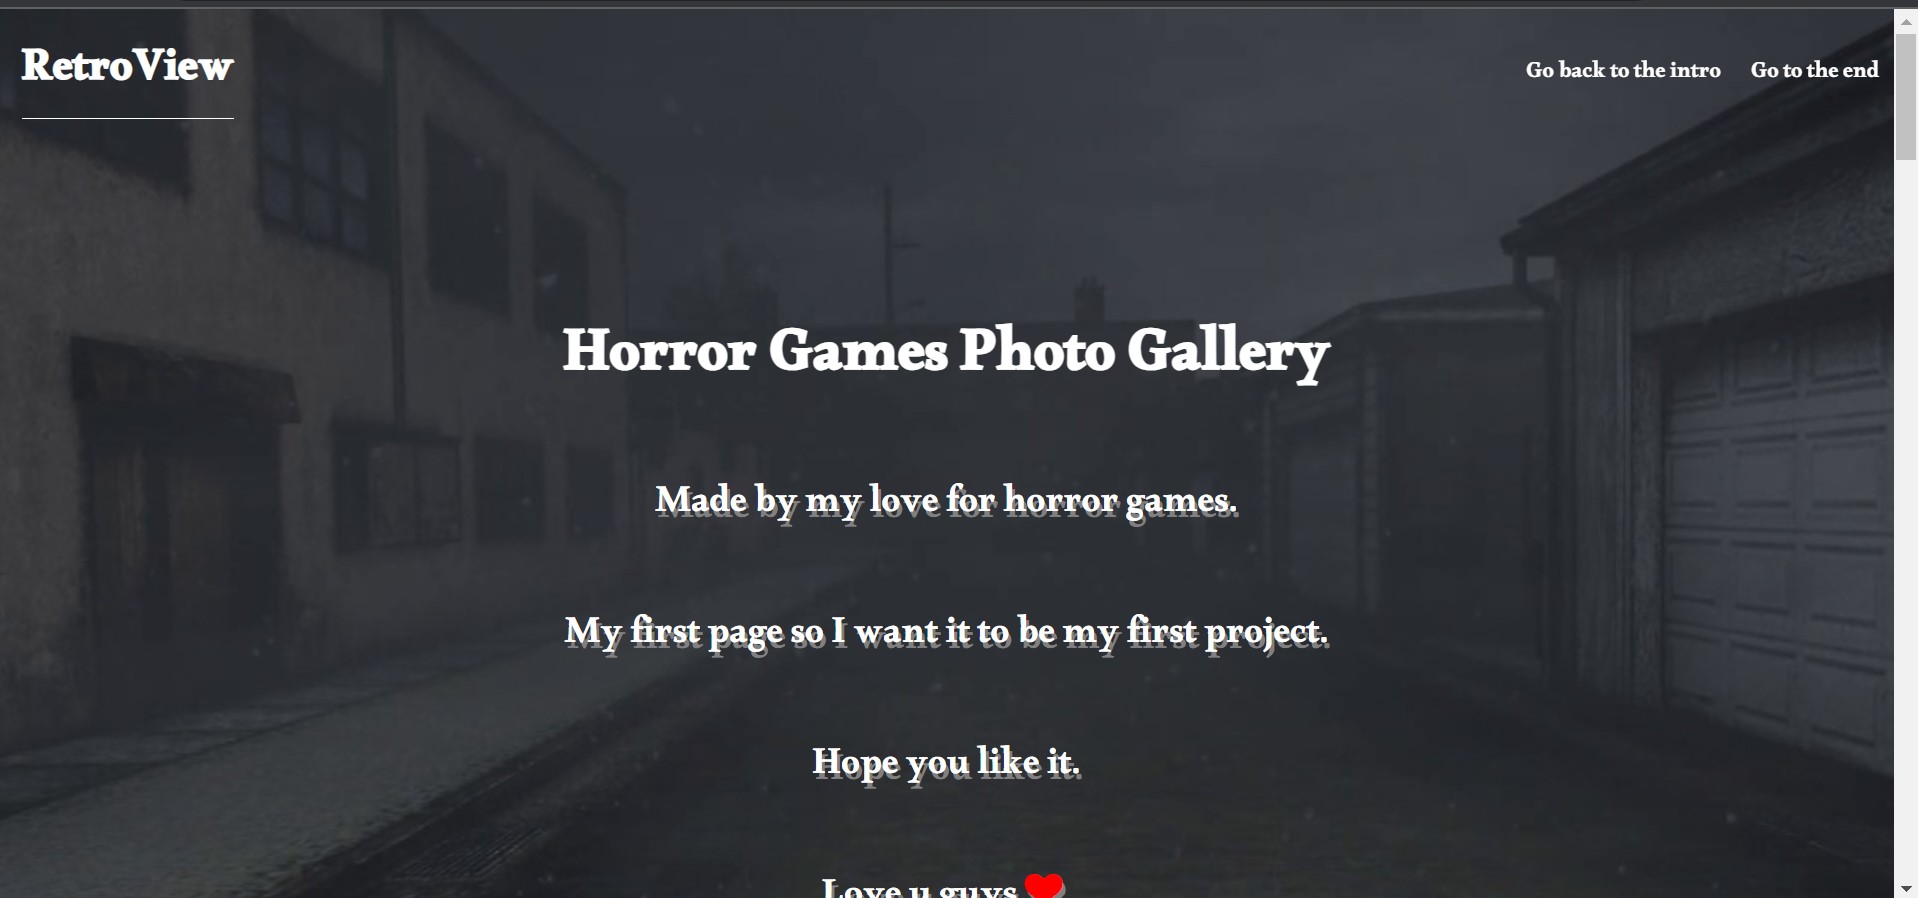 RetroView
Go back to the intro
Go to the end
Horror Games Photo Gallery
Made by my love for horror games.
My first page so I want it to be my first project.
Hope you like it.
Love u guys ❤